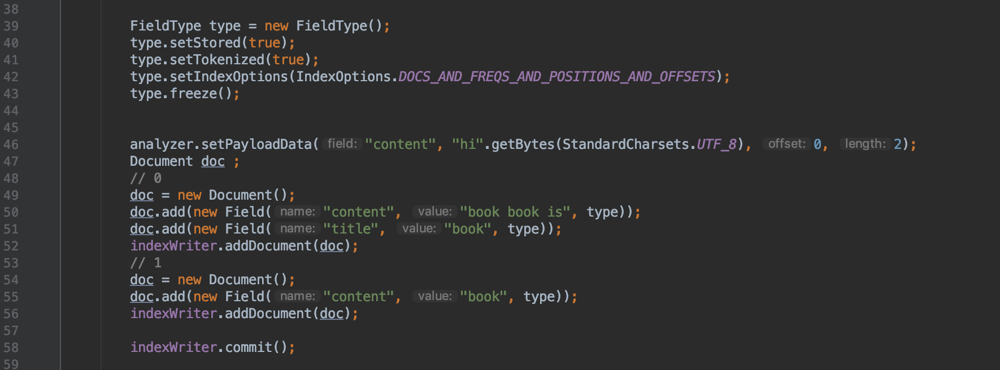 38
39 FieldType type = new FieldType();
40 type.setStored(true);
41 type.setTokenized(true);
42 type.setIndexOptions(IndexOptions.DOCS_AND_FREQS_AND_POSITIONS_AND_OFFSETS);
43 type.freeze();
44
45
46 analyzer.setPayloadData( field: "content", "hi".getBytes(StandardCharsets.UTF_8), offset: 0, length: 2);
47 Document doc ;
48 // 0
49 doc = new Document();
50 doc.add(new Field( name: "content", value: "book book is", type));
51 doc.add(new Field( name: "title", value: "book", type));
52 indexWriter.addDocument(doc);
53 // 1
54 doc = new Document();
55 doc.add(new Field( name: "content", value: "book", type));
56 indexWriter.addDocument(doc);
57
58 indexWriter.commit();
59